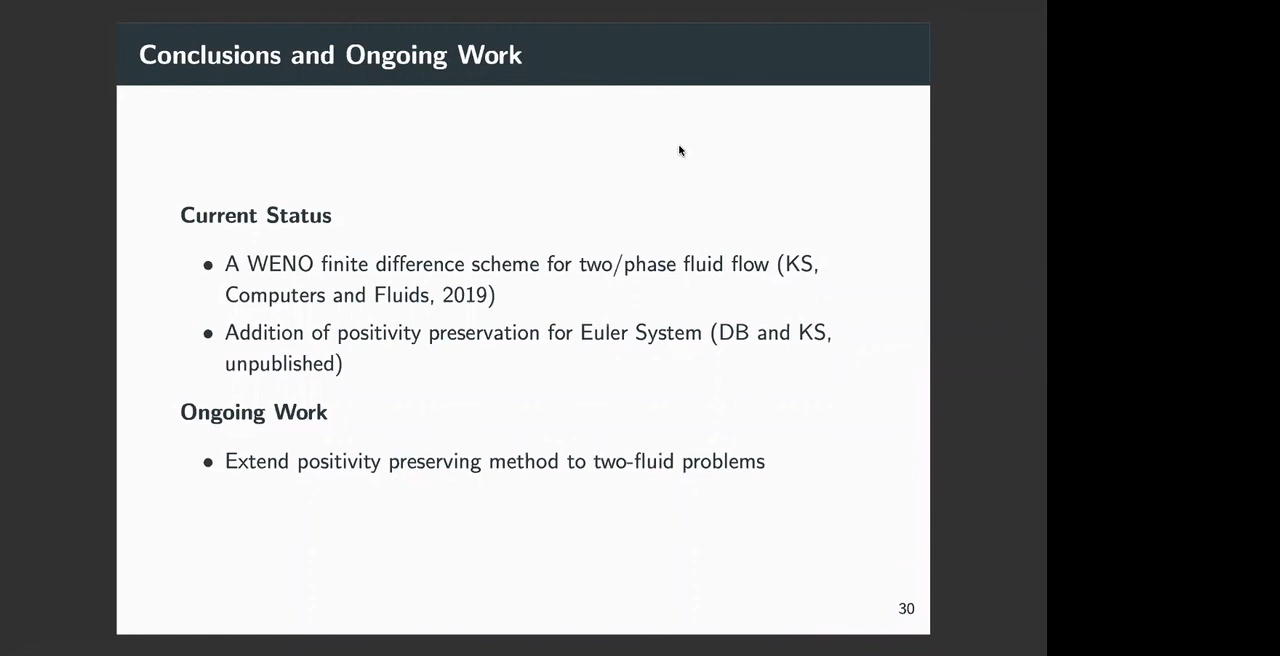 Conclusions and Ongoing Work
Current Status
• A WENO finite difference scheme for two/phase fluid flow (KS,
Computers and Fluids, 2019)
• Addition of positivity preservation for Euler System (DB and KS,
unpublished)
Ongoing Work
• Extend positivity preserving method to two-fluid problems
30